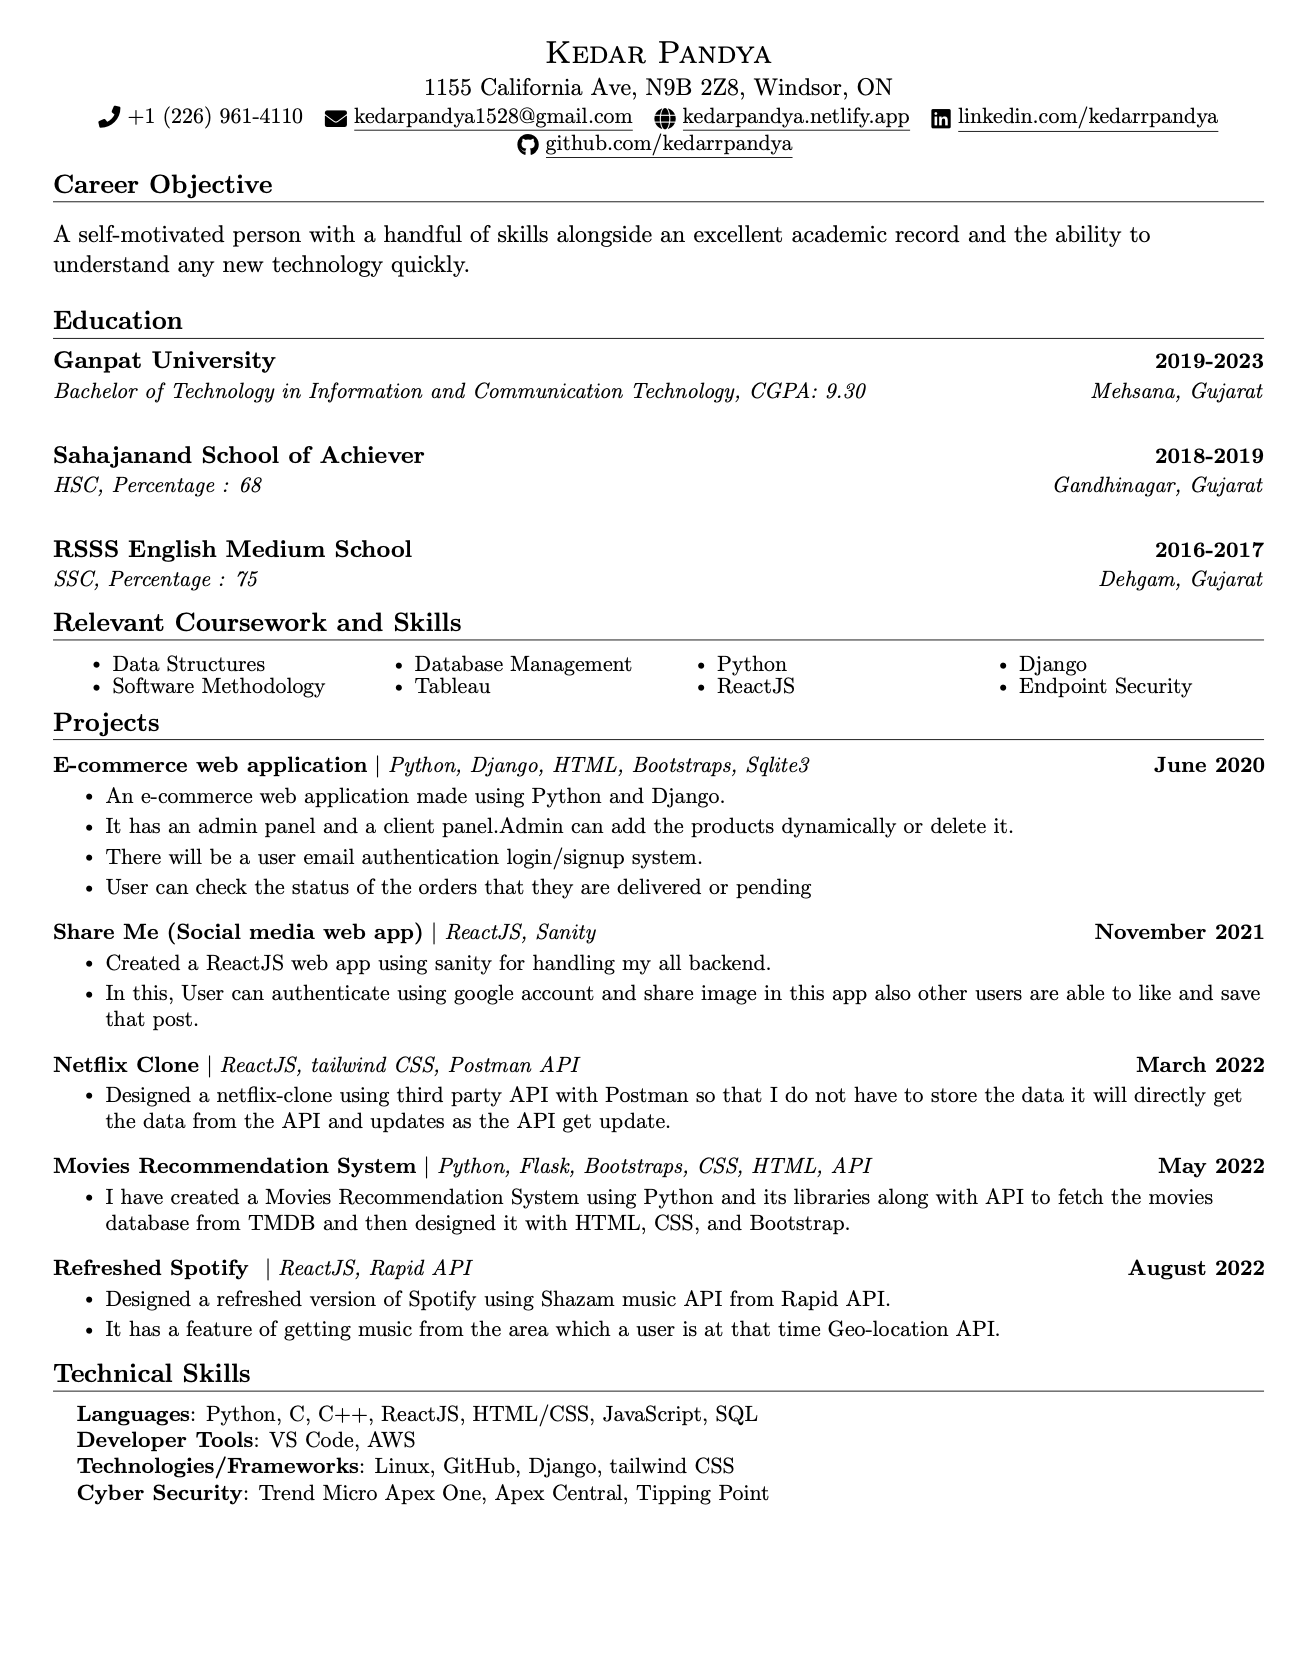 Kedar Pandya
1155 California Ave, N9B 2Z8, Windsor, ON
+1 (226) 961-4110 kedarpandya1528@gmail.com kedarpandya.netlify.app linkedin.com/kedarrpandya
github.com/kedarrpandya
Career Objective
A self-motivated person with a handful of skills alongside an excellent academic record and the ability to
understand any new technology quickly.
Education
Ganpat University 2019-2023
Bachelor of Technology in Information and Communication Technology, CGPA: 9.30 Mehsana, Gujarat
Sahajanand School of Achiever 2018-2019
HSC, Percentage : 68 Gandhinagar, Gujarat
RSSS English Medium School 2016-2017
SSC, Percentage : 75 Dehgam, Gujarat
Relevant Coursework and Skills
• Data Structures • Database Management • Python • Django
• Software Methodology • Tableau • ReactJS • Endpoint Security
Projects
E-commerce web application | Python, Django, HTML, Bootstraps, Sqlite3 June 2020
• An e-commerce web application made using Python and Django.
• It has an admin panel and a client panel.Admin can add the products dynamically or delete it.
• There will be a user email authentication login/signup system.
• User can check the status of the orders that they are delivered or pending
Share Me (Social media web app) | ReactJS, Sanity November 2021
• Created a ReactJS web app using sanity for handling my all backend.
• In this, User can authenticate using google account and share image in this app also other users are able to like and save
that post.
Netflix Clone | ReactJS, tailwind CSS, Postman API March 2022
• Designed a netflix-clone using third party API with Postman so that I do not have to store the data it will directly get
the data from the API and updates as the API get update.
Movies Recommendation System | Python, Flask, Bootstraps, CSS, HTML, API May 2022
• I have created a Movies Recommendation System using Python and its libraries along with API to fetch the movies
database from TMDB and then designed it with HTML, CSS, and Bootstrap.
Refreshed Spotify | ReactJS, Rapid API August 2022
• Designed a refreshed version of Spotify using Shazam music API from Rapid API.
• It has a feature of getting music from the area which a user is at that time Geo-location API.
Technical Skills
Languages: Python, C, C++, ReactJS, HTML/CSS, JavaScript, SQL
Developer Tools: VS Code, AWS
Technologies/Frameworks: Linux, GitHub, Django, tailwind CSS
Cyber Security: Trend Micro Apex One, Apex Central, Tipping Point